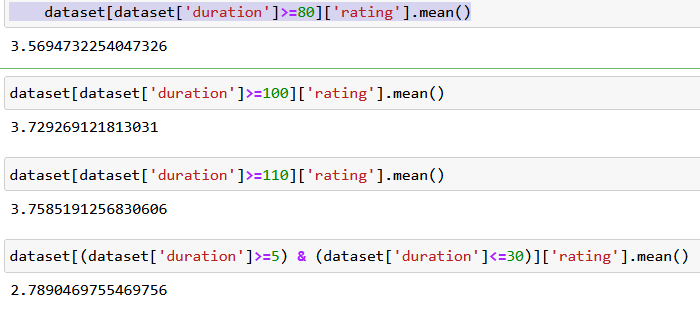 dataset[dataset['duration']>=80]['rating'].mean()
3.5694732254047326
dataset[dataset['duration']>=100]['rating'].mean()
3.729269121813031
dataset[dataset['duration']>=110]['rating'].mean()
3.7585191256830606
dataset[(dataset['duration']>=5) & (dataset['duration']<=30)]['rating'].mean()
2.7890469755469756